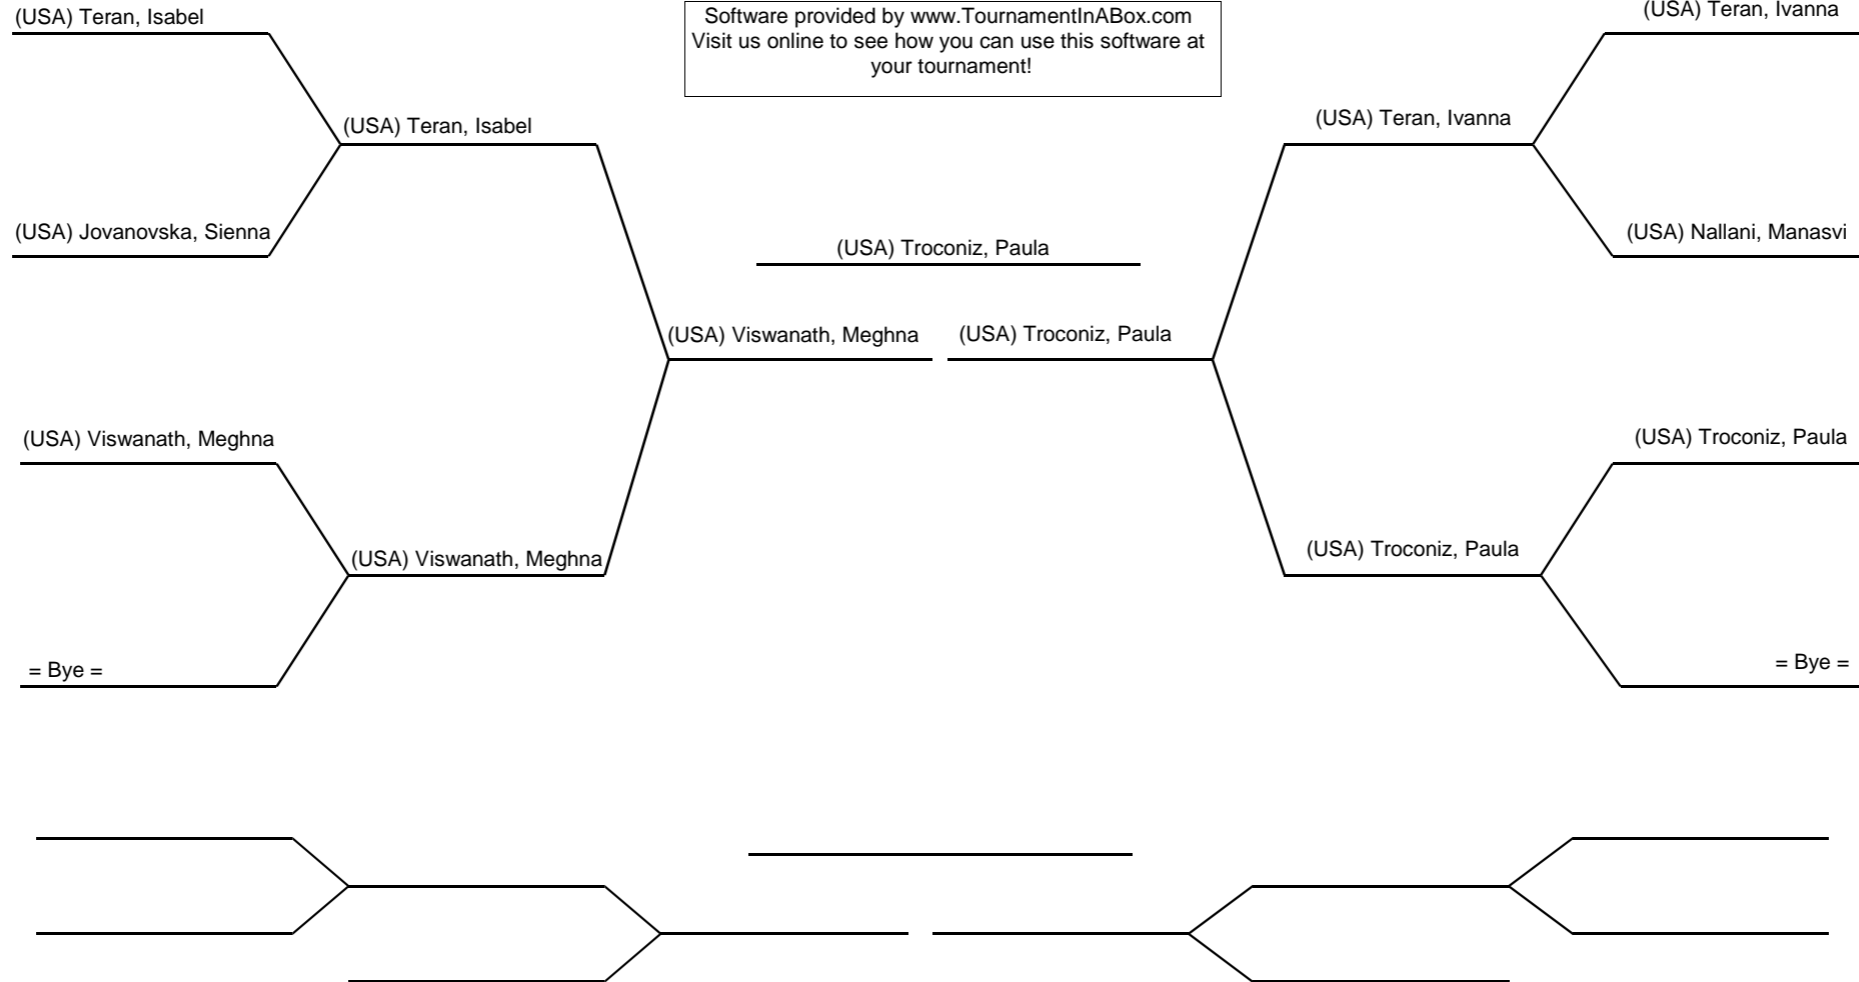 (USA) Teran, Isabel
Software provided by www.TournamentInABox.com
Visit us online to see how you can use this software at
your tournament!
(USA) Teran, Ivanna
(USA) Teran, Isabel
(USA) Teran, Ivanna
(USA) Jovanovska, Sienna
(USA) Troconiz, Paula
(USA) Nallani, Manasvi
(USA) Viswanath, Meghna
(USA) Troconiz, Paula
(USA) Viswanath, Meghna
(USA) Troconiz, Paula
(USA) Viswanath, Meghna
(USA) Troconiz, Paula
= Bye =
= Bye =